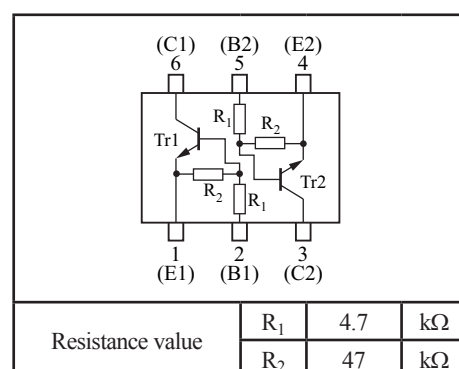 (C1) (B2) (E2)
6 5 4
R1
R2
Tr1
Tr2
R2
R1
1 2 3
(E1) (B1) (C2)
Resistance value R1 4.7 kΩ
R2 47 kΩ